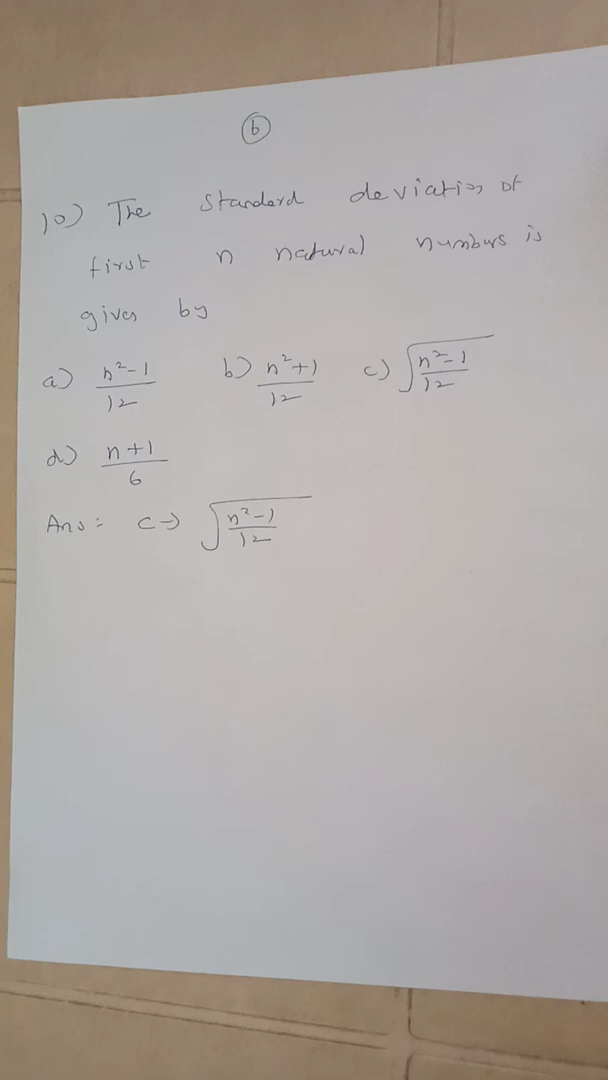 6
10) The standard deviation of
first n natural numbers is
given by
a) n²-1/12 b) n²+1/12 c) √(n²-1/12)
d) n+1/6
Ans: c → √(n²-1/12)